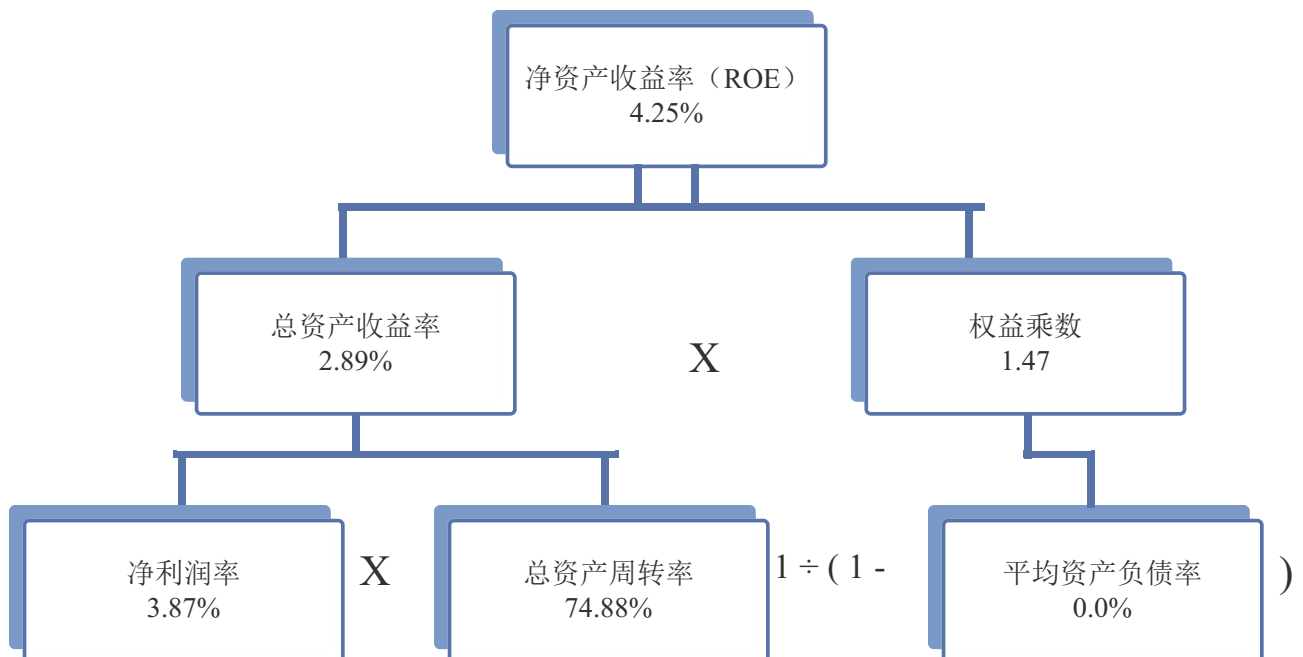 净资产收益率（ROE）
4.25%
总资产收益率
2.89%
X
权益乘数
1.47
净利润率
3.87%
X
总资产周转率
74.88%
1 ÷ ( 1 -
平均资产负债率
0.0%
)